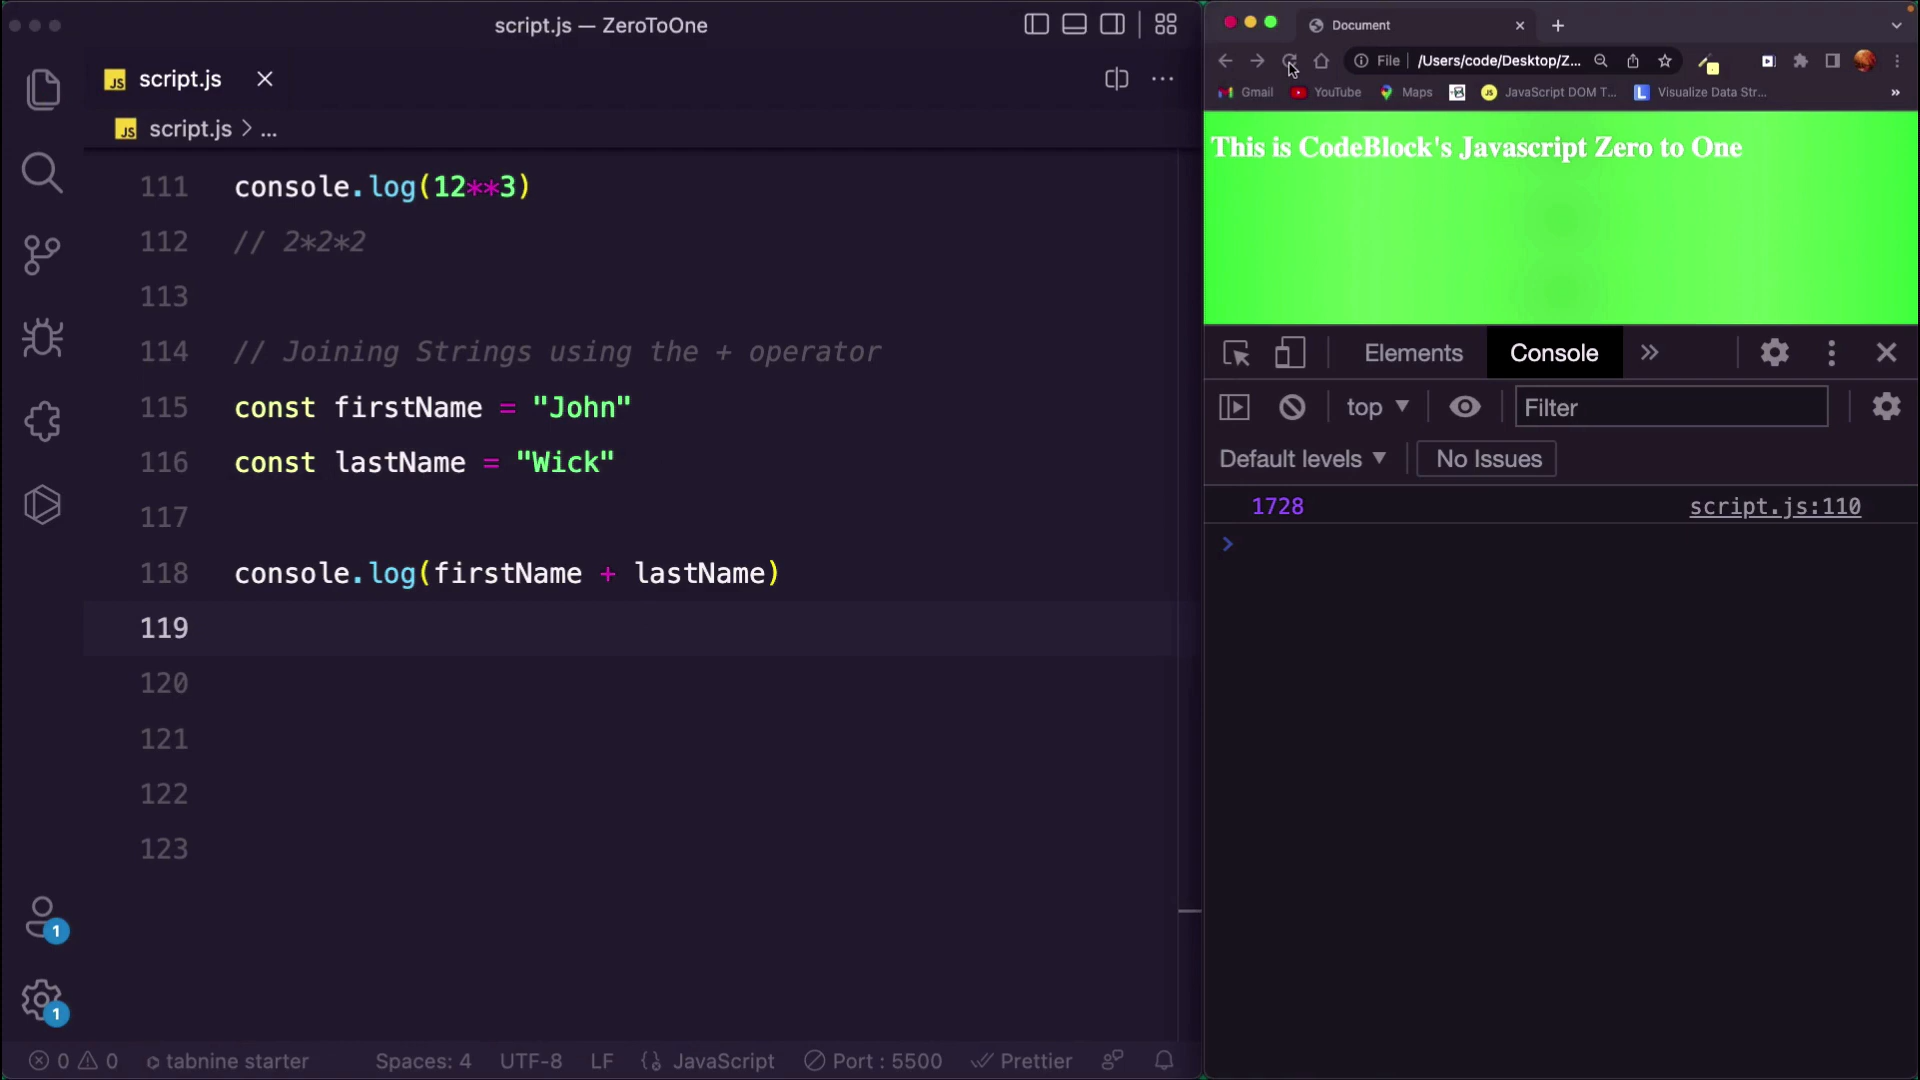 script.js — ZeroToOne
script.js
script.js > ...
111 console.log(12**3)
112 // 2*2*2
113
114 // Joining Strings using the + operator
115 const firstName = "John"
116 const lastName = "Wick"
117
118 console.log(firstName + lastName)
119
120
121
122
123
1
1
0 0 tabnine starter Spaces: 4 UTF-8 LF {} JavaScript Port : 5500 Prettier
Document
File /Users/code/Desktop/Z...
Gmail YouTube Maps JavaScript DOM T... Visualize Data Str... »
This is CodeBlock's Javascript Zero to One
Elements Console
top Filter
Default levels No Issues
1728 script.js:110